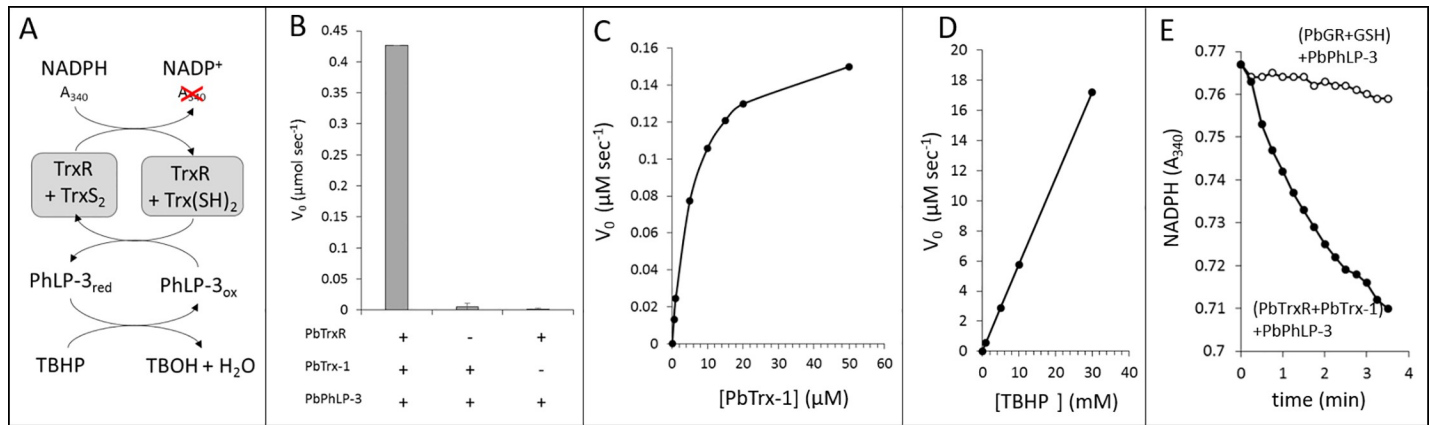 A
NADPH
NADP+
A340
A340
TrxR
+ TrxS2
TrxR
+ Trx(SH)2
PhLP-3red
PhLP-3ox
TBHP
TBOH + H2O
B
V0 (μmol sec-1)
0.45
0.4
0.35
0.3
0.25
0.2
0.15
0.1
0.05
0
PbTrxR + - +
PbTrx-1 + + -
PbPhLP-3 + + +
C
V0 (μM sec-1)
0.16
0.14
0.12
0.1
0.08
0.06
0.04
0.02
0
0 10 20 30 40 50 60
[PbTrx-1] (μM)
D
V0 (μM sec-1)
20
18
16
14
12
10
8
6
4
2
0
0 10 20 30 40
[TBHP ] (mM)
E
NADPH (A340)
0.77
0.76
0.75
0.74
0.73
0.72
0.71
0.7
(PbGR+GSH)
+PbPhLP-3
(PbTrxR+PbTrx-1)
+PbPhLP-3
0 1 2 3 4
time (min)